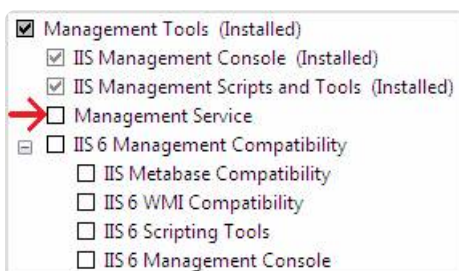 Management Tools (Installed)
IIS Management Console (Installed)
IIS Management Scripts and Tools (Installed)
Management Service
IIS 6 Management Compatibility
IIS Metabase Compatibility
IIS 6 WMI Compatibility
IIS 6 Scripting Tools
IIS 6 Management Console